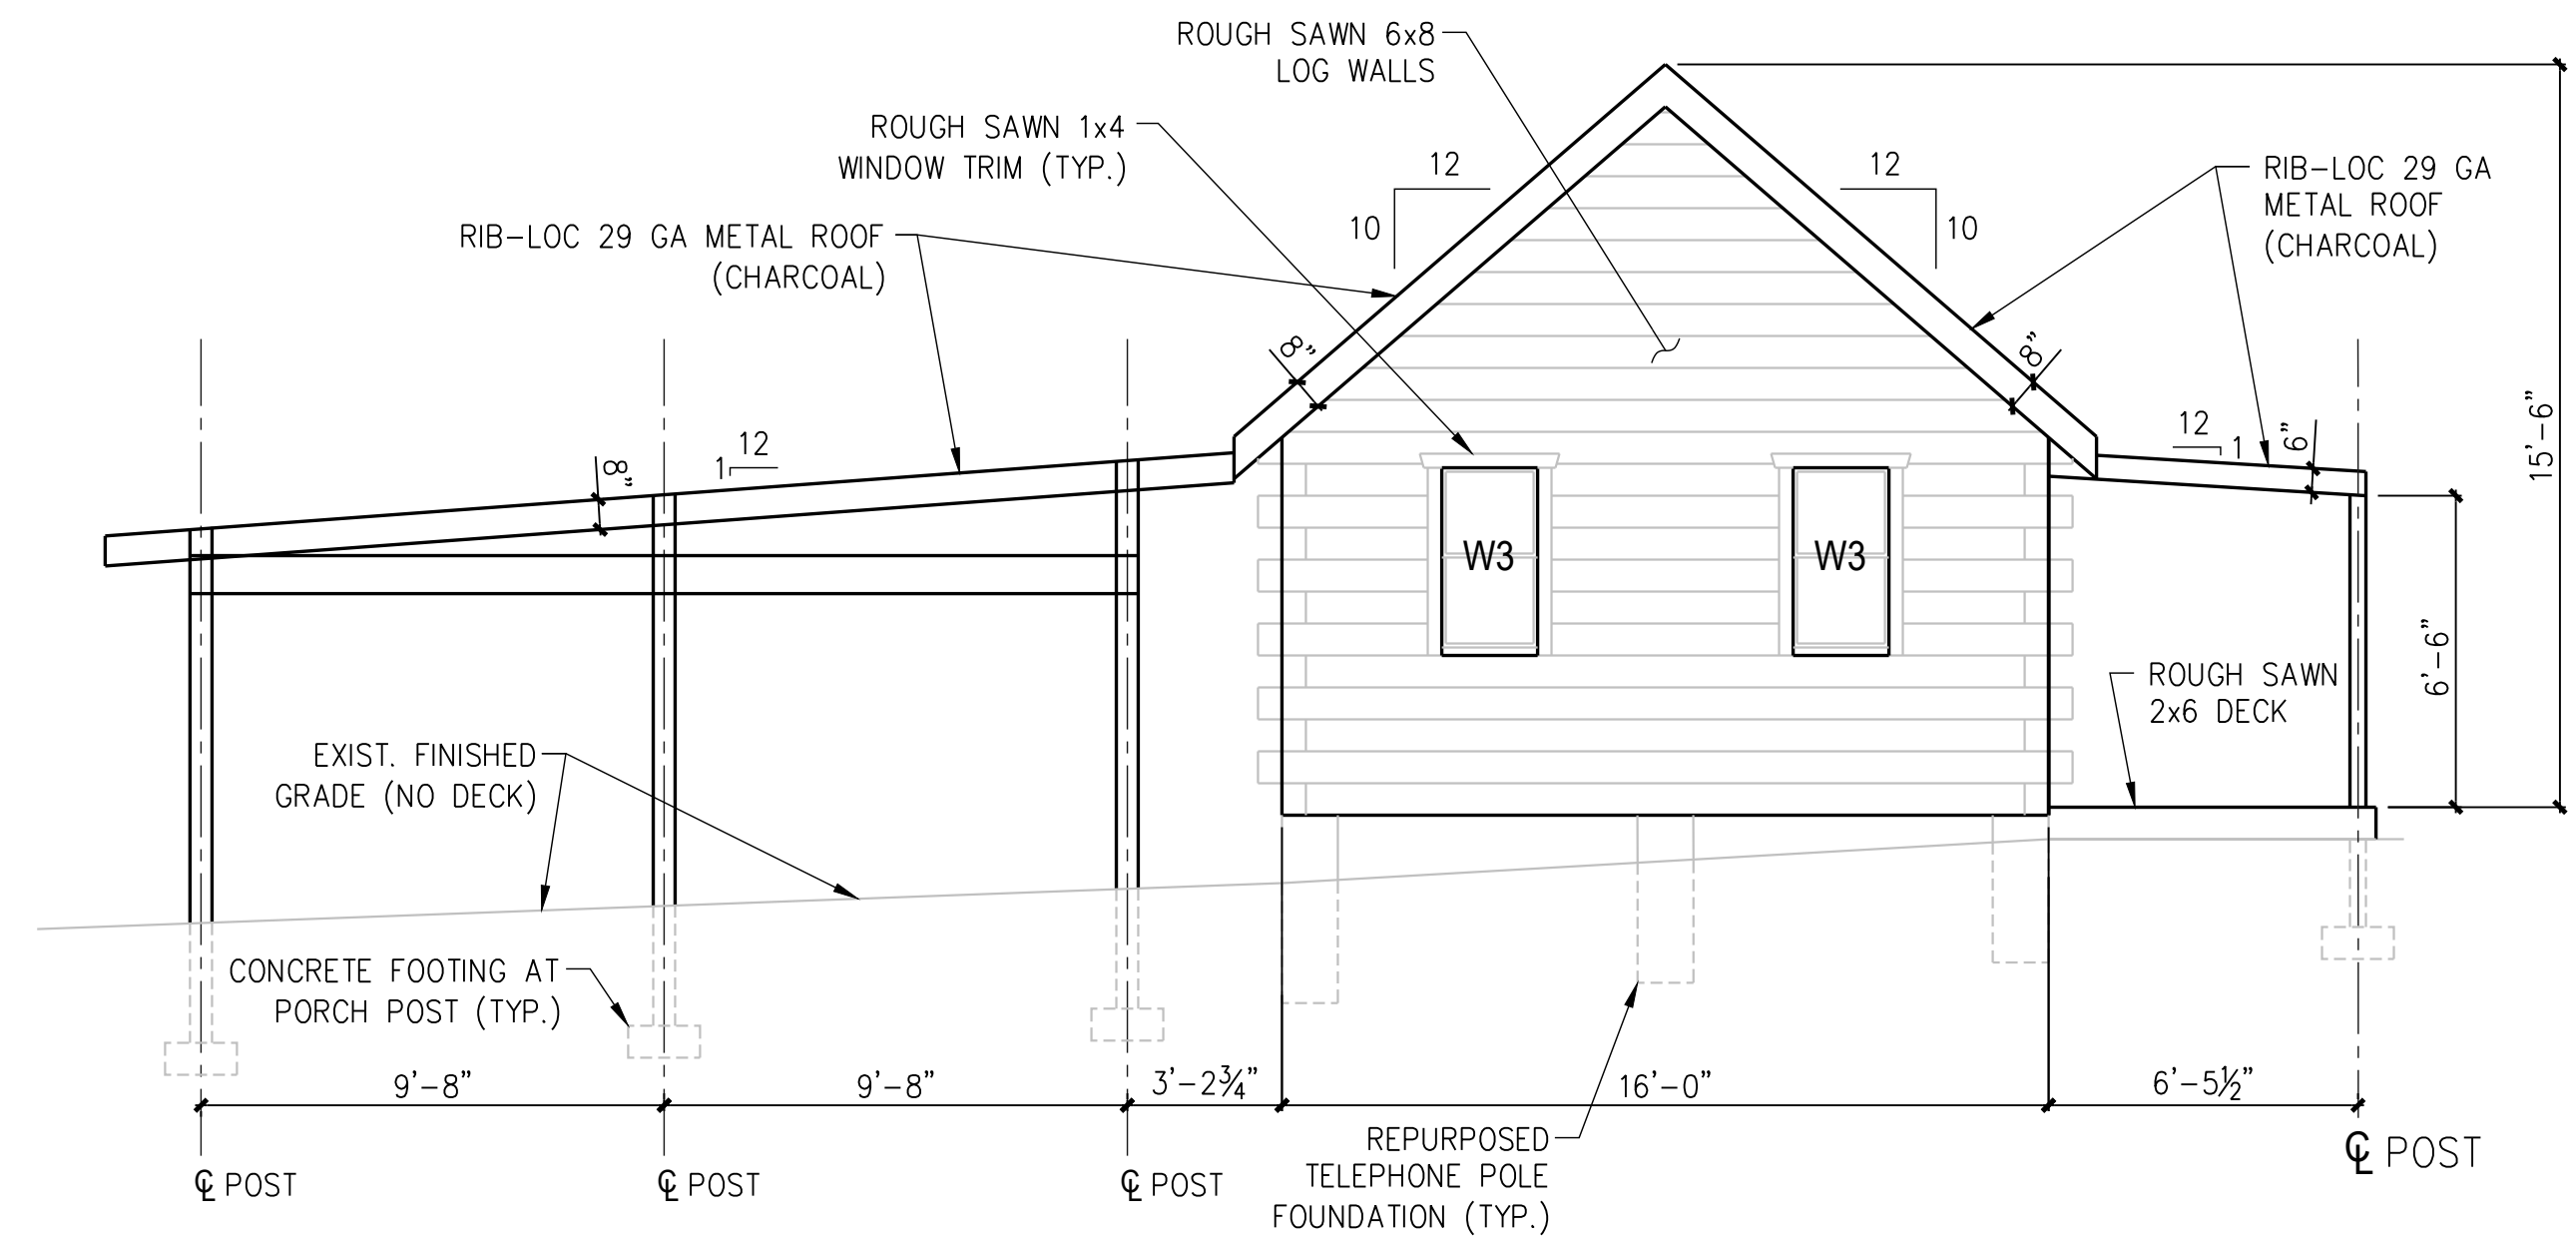 ROUGH SAWN 6x8
LOG WALLS
ROUGH SAWN 1x4
WINDOW TRIM (TYP.)
RIB-LOC 29 GA METAL ROOF
(CHARCOAL)
12
10
12
10
RIB-LOC 29 GA
METAL ROOF
(CHARCOAL)
8"
8"
12
1
8"
12
1
6"
15'-6"
6'-6"
W3
W3
ROUGH SAWN
2x6 DECK
EXIST. FINISHED
GRADE (NO DECK)
CONCRETE FOOTING AT
PORCH POST (TYP.)
9'-8"
9'-8"
3'-2¾"
16'-0"
6'-5½"
REPURPOSED
TELEPHONE POLE
FOUNDATION (TYP.)
℄ POST
℄ POST
℄ POST
℄ POST